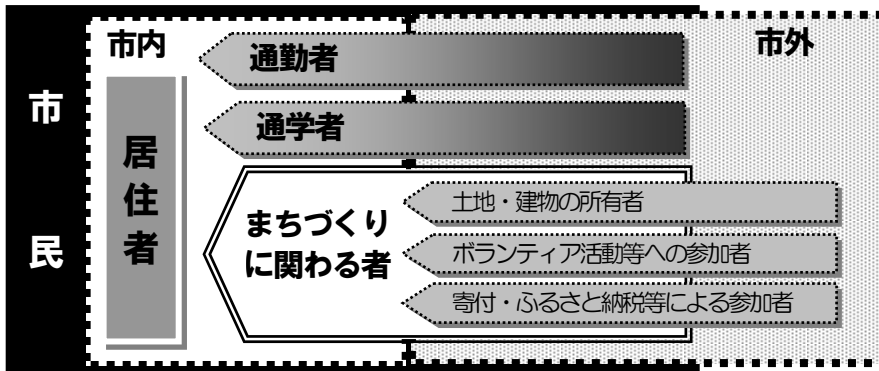 市民
市内
市外
居住者
通勤者
通学者
まちづくり
に関わる者
土地・建物の所有者
ボランティア活動等への参加者
寄付・ふるさと納税等による参加者